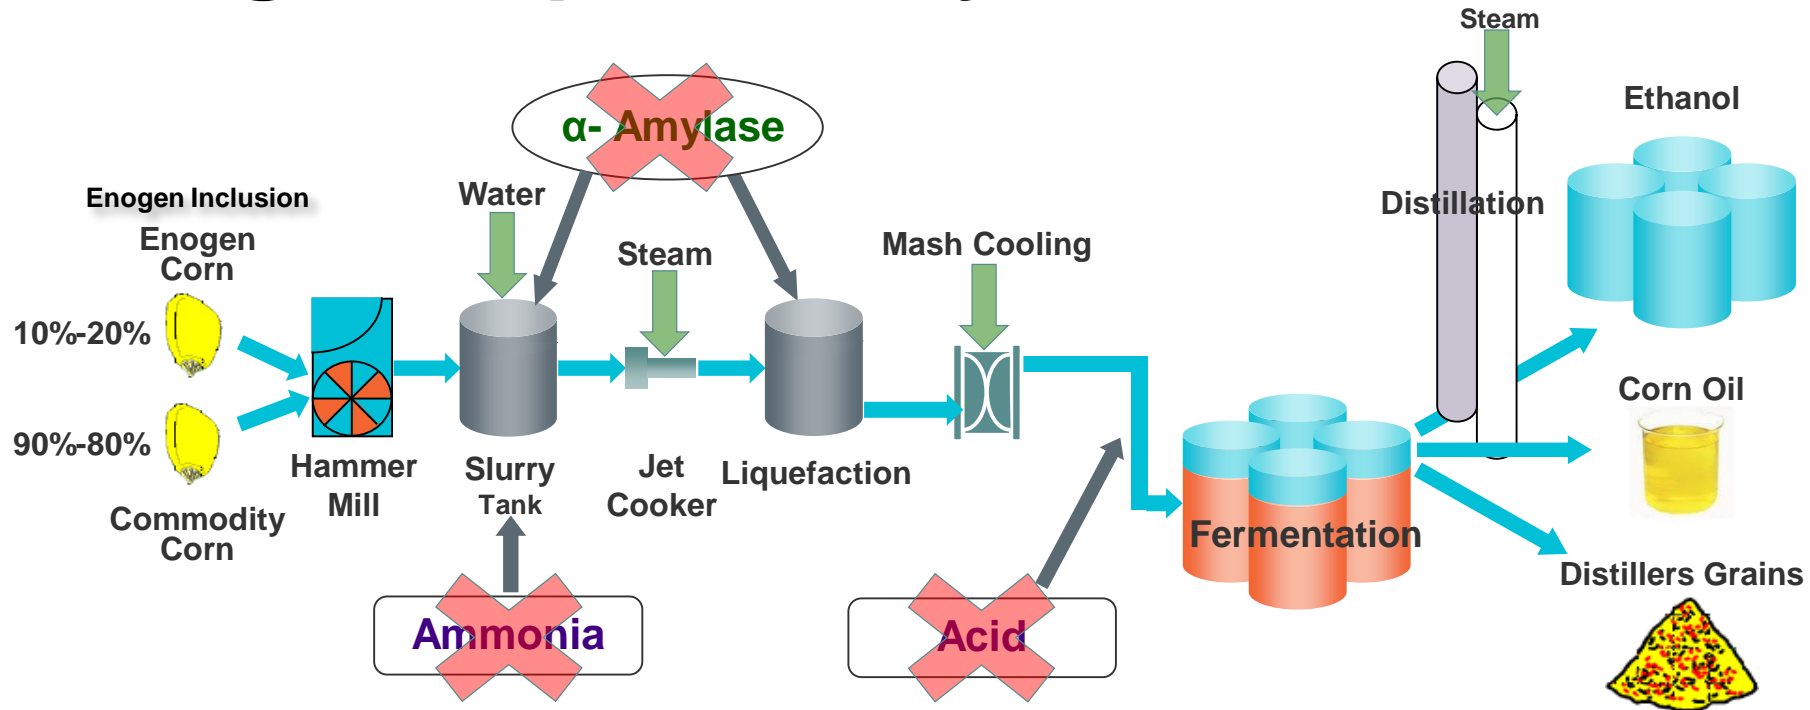 Steam
Ethanol
α- Amylase
Water
Enogen Inclusion
Enogen
Corn
Distillation
Steam
Mash Cooling
10%-20%
Corn Oil
90%-80%
Hammer
Mill
Slurry
Tank
Jet
Cooker
Liquefaction
Commodity
Corn
Fermentation
Distillers Grains
Ammonia
Acid